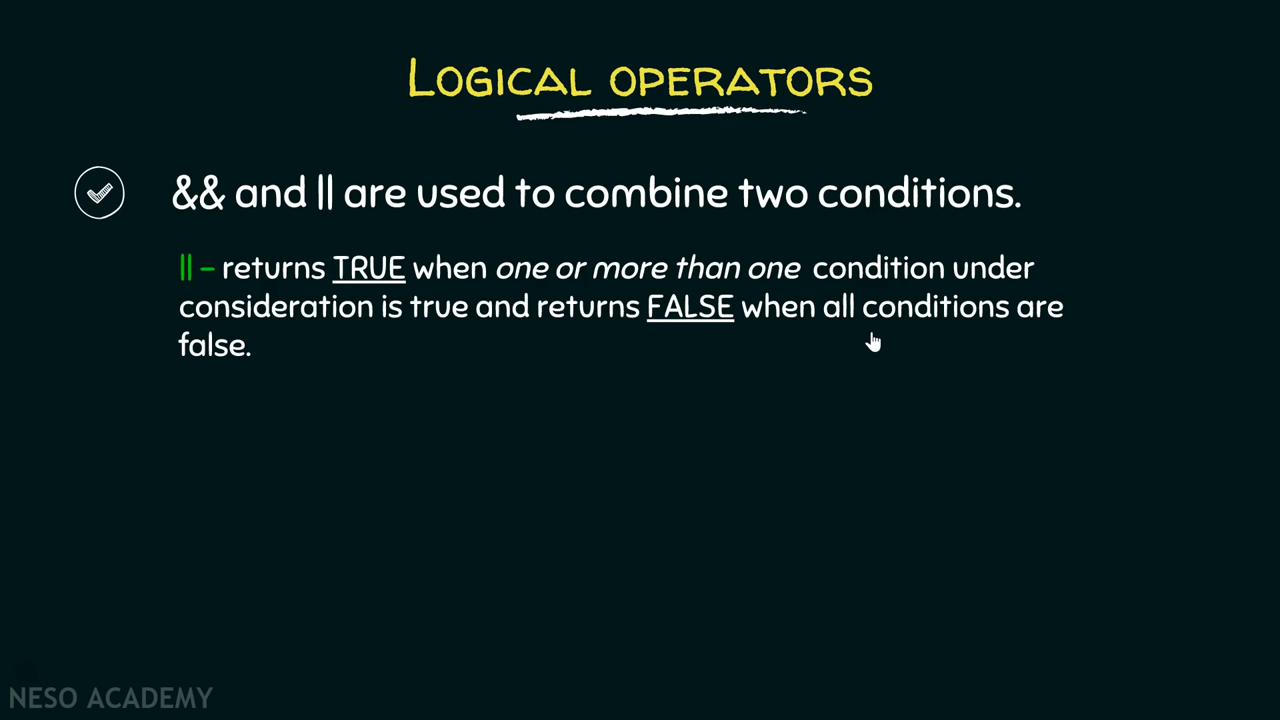 LOGICAL OPERATORS
&& and || are used to combine two conditions.
|| – returns TRUE when one or more than one condition under
consideration is true and returns FALSE when all conditions are
false.
NESO ACADEMY